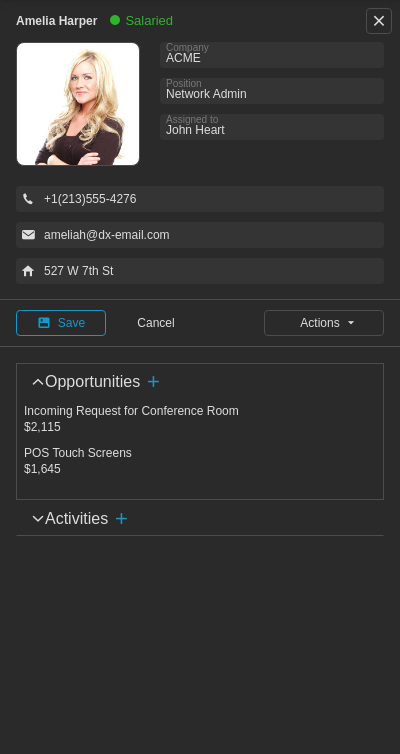 Amelia Harper Salaried
Company
ACME
Position
Network Admin
Assigned to
John Heart
+1(213)555-4276
ameliah@dx-email.com
527 W 7th St
Save Cancel Actions
Opportunities
Incoming Request for Conference Room
$2,115
POS Touch Screens
$1,645
Activities